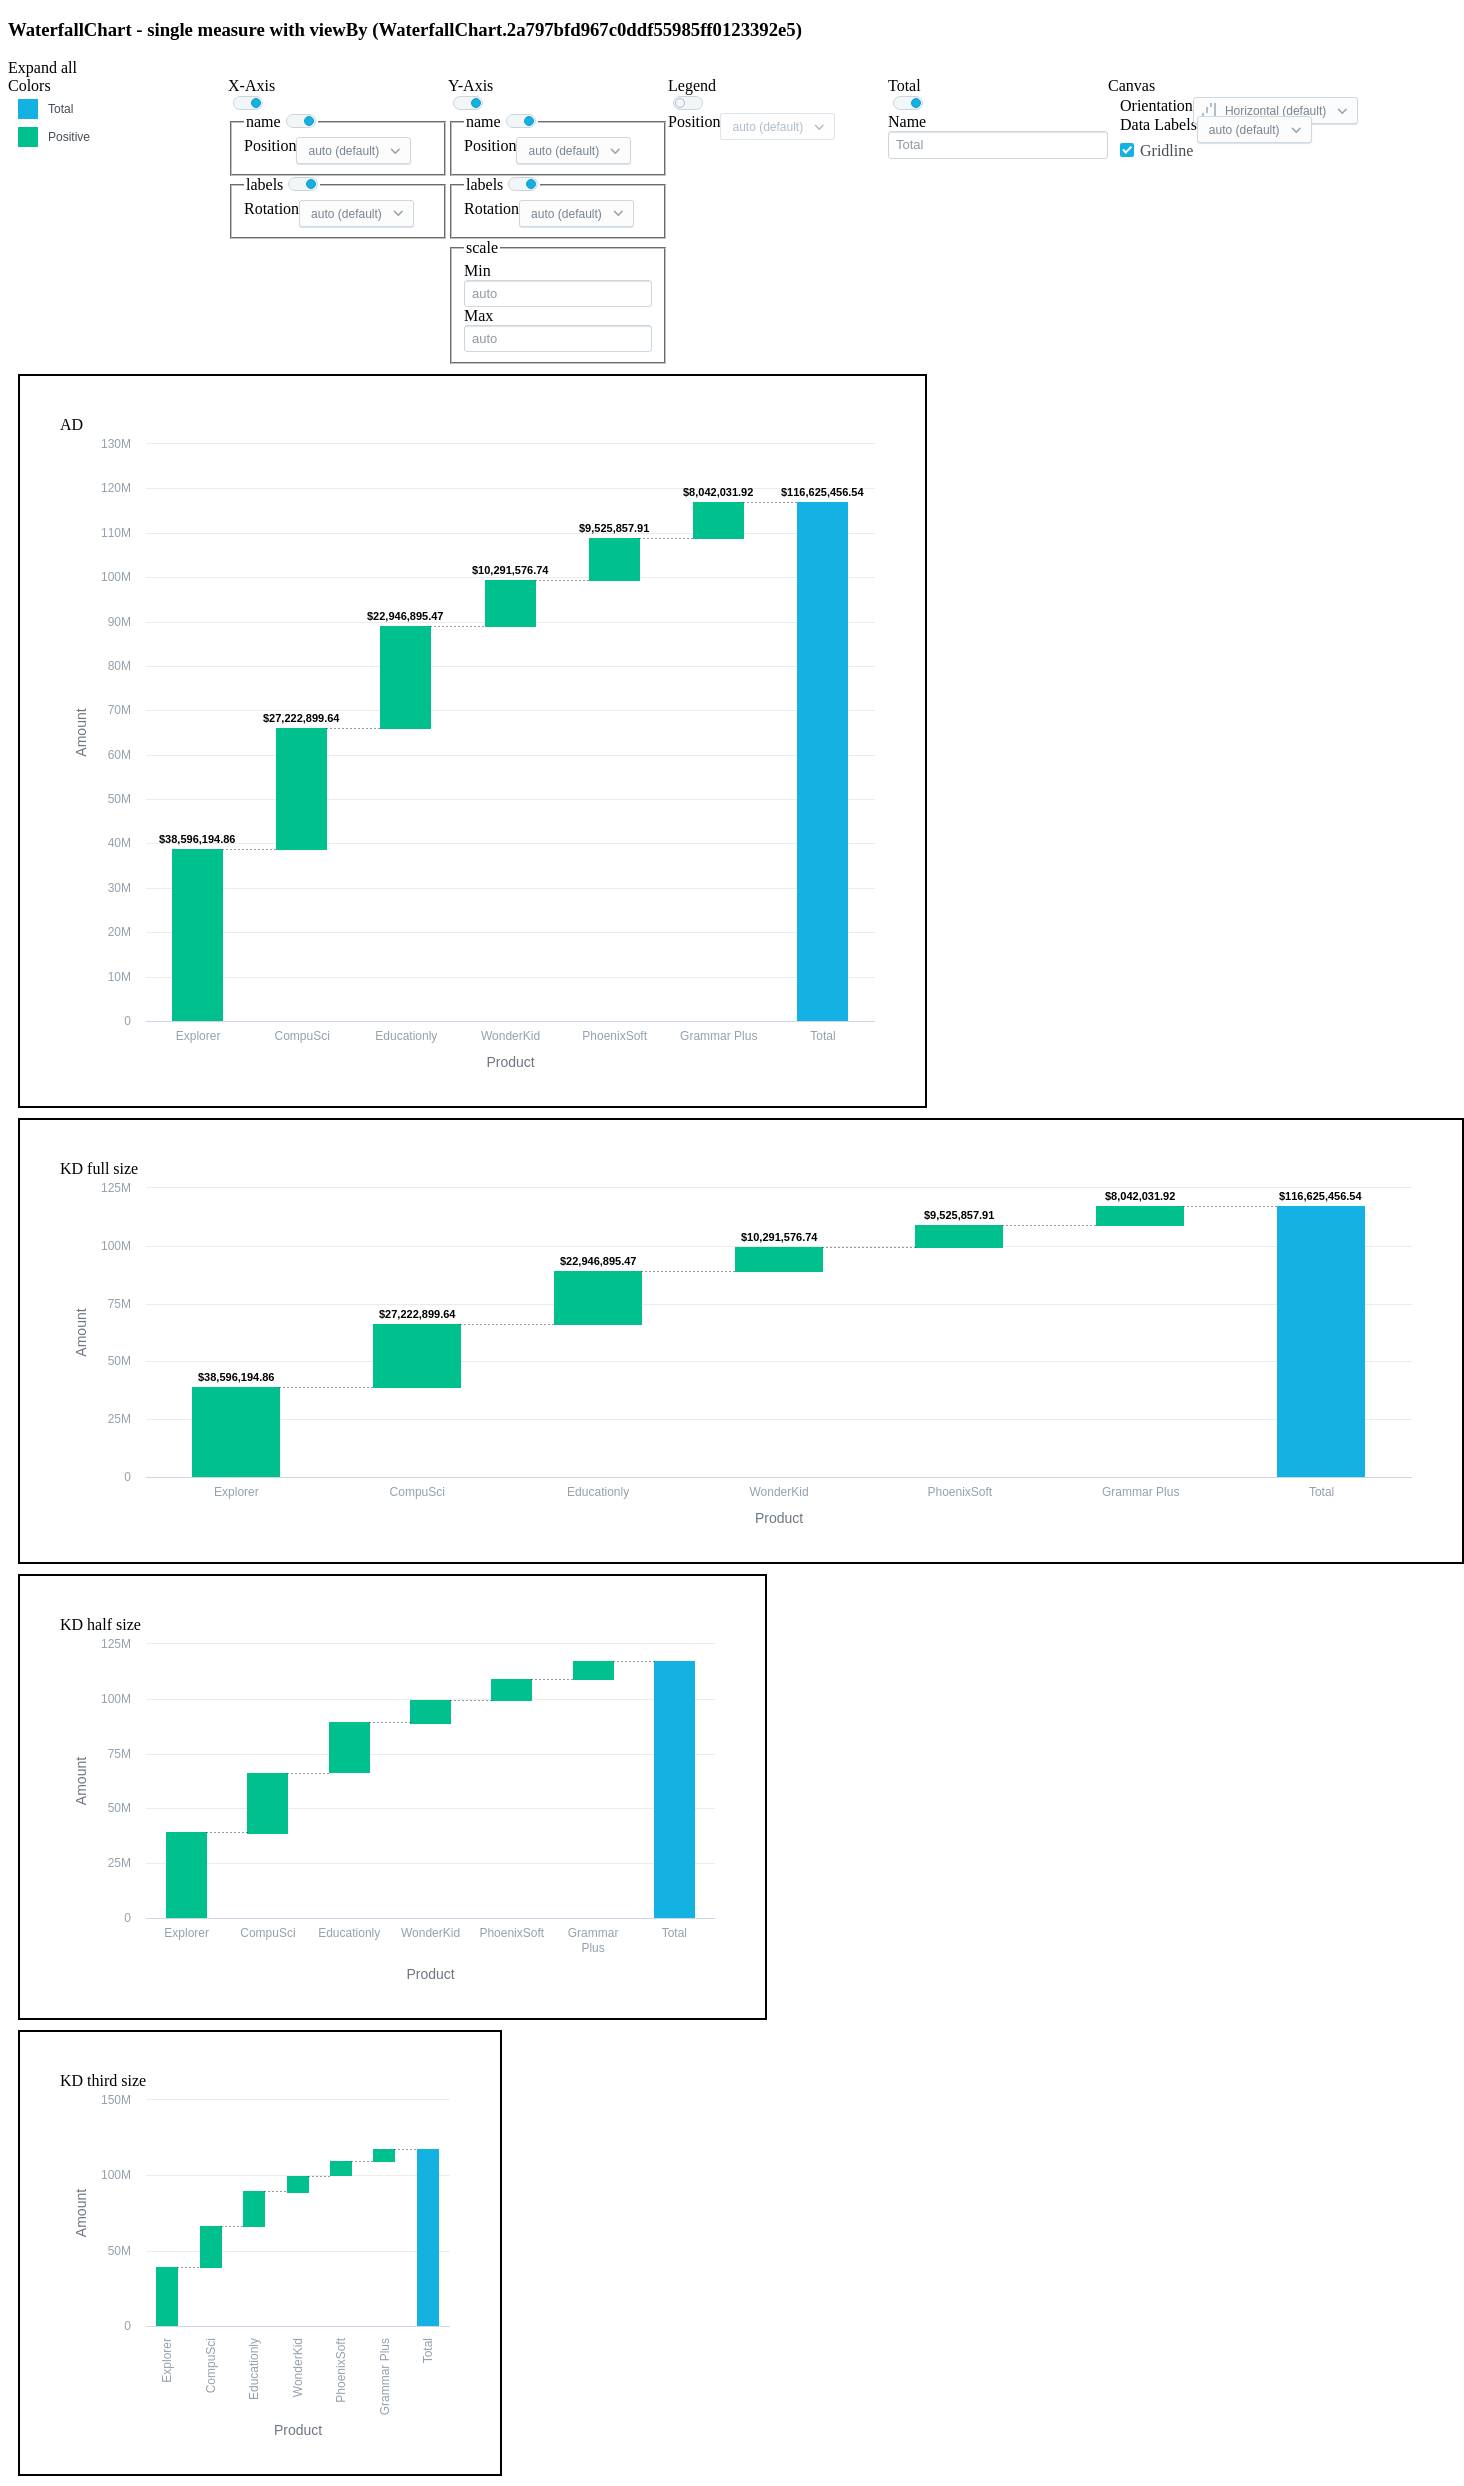 WaterfallChart - single measure with viewBy (WaterfallChart.2a797bfd967c0ddf55985ff0123392e5)
Expand all
Colors
Total
Positive
X-Axis
name
Position auto (default)
labels
Rotation auto (default)
Y-Axis
name
Position auto (default)
labels
Rotation auto (default)
scale
Min
auto
Max
auto
Legend
Position auto (default)
Total
Name
Total
Canvas
Orientation Horizontal (default)
Data Labels auto (default)
Gridline
AD
130M
120M
110M
100M
90M
80M
70M
60M
50M
40M
30M
20M
10M
0
Amount
$38,596,194.86
$27,222,899.64
$22,946,895.47
$10,291,576.74
$9,525,857.91
$8,042,031.92
$116,625,456.54
Explorer
CompuSci
Educationly
WonderKid
PhoenixSoft
Grammar Plus
Total
Product
KD full size
125M
100M
75M
50M
25M
0
Amount
$38,596,194.86
$27,222,899.64
$22,946,895.47
$10,291,576.74
$9,525,857.91
$8,042,031.92
$116,625,456.54
Explorer
CompuSci
Educationly
WonderKid
PhoenixSoft
Grammar Plus
Total
Product
KD half size
125M
100M
75M
50M
25M
0
Amount
Explorer
CompuSci
Educationly
WonderKid
PhoenixSoft
Grammar
Plus
Total
Product
KD third size
150M
100M
50M
0
Amount
Explorer
CompuSci
Educationly
WonderKid
PhoenixSoft
Grammar Plus
Total
Product